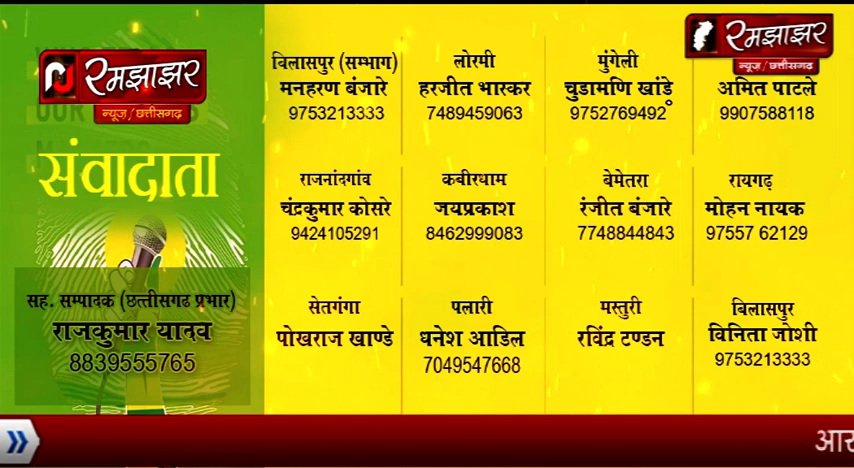 रमझाझर
न्यूज़/छत्तीसगढ़
संवादाता
सह. सम्पादक (छत्तीसगढ प्रभार)
राजकुमार यादव
8839555765
बिलासपुर (सम्भाग)
मनहरण बंजारे
9753213333
लोरमी
हरजीत भास्कर
7489459063
मुंगेली
चुडामणि खांडे
9752769492
रमझाझर
न्यूज़/छत्तीसगढ़
अमित पाटले
9907588118
राजनांदगांव
चंद्रकुमार कोसरे
9424105291
कबीरधाम
जयप्रकाश
8462999083
बेमेतरा
रंजीत बंजारे
7748844843
रायगढ़
मोहन नायक
97557 62129
सेतगंगा
पोखराज खाण्डे
पलारी
धनेश आडिल
7049547668
मस्तुरी
रविंद्र टण्डन
बिलासपुर
विनिता जोशी
9753213333